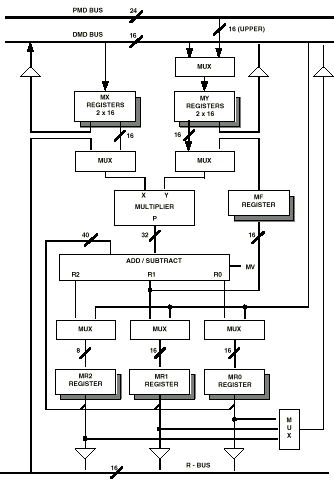 PMD BUS 24
DMD BUS 16
16 (UPPER)
MUX
MX
REGISTERS
2 x 16
MY
REGISTERS
2 x 16
16
16
MUX
MUX
X Y
MULTIPLIER
P
MF
REGISTER
32
16
40
ADD / SUBTRACT
R2 R1 R0
MV
MUX
MUX
MUX
8
16
16
MR2
REGISTER
MR1
REGISTER
MR0
REGISTER
M
U
X
16
R - BUS